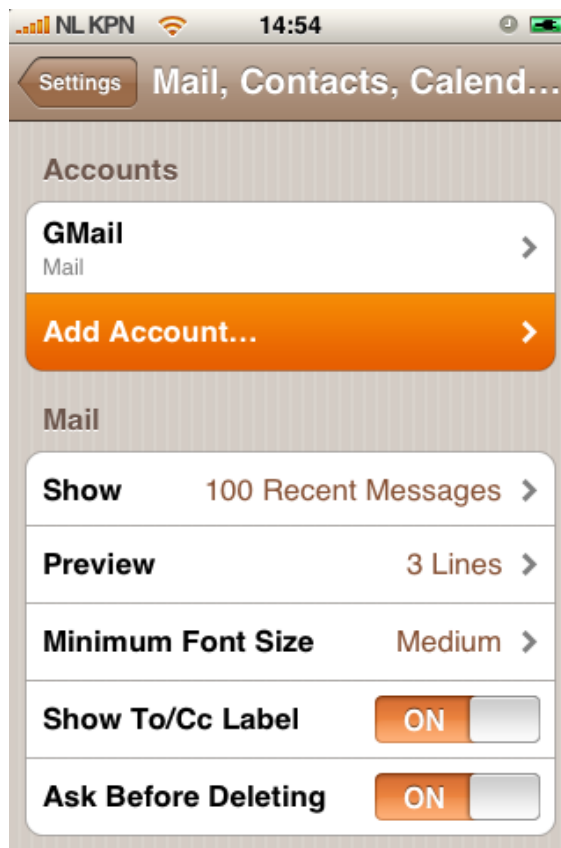 NL KPN 14:54
Settings Mail, Contacts, Calend...
Accounts
GMail
Mail
Add Account...
Mail
Show 100 Recent Messages
Preview 3 Lines
Minimum Font Size Medium
Show To/Cc Label ON
Ask Before Deleting ON